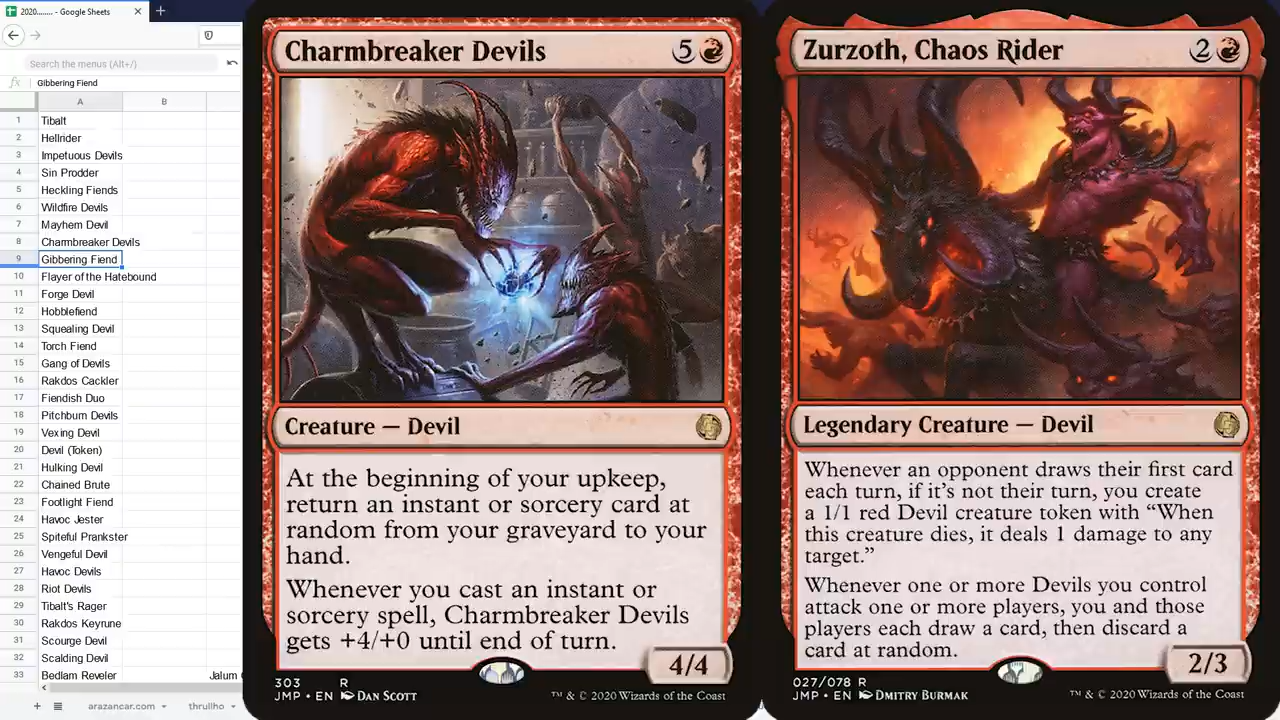 2020........ - Google Sheets
Search the menus (Alt+/)
Gibbering Fiend
A B
1 Tibalt
2 Hellrider
3 Impetuous Devils
4 Sin Prodder
5 Heckling Fiends
6 Wildfire Devils
7 Mayhem Devil
8 Charmbreaker Devils
9 Gibbering Fiend
10 Flayer of the Hatebound
11 Forge Devil
12 Hobblefiend
13 Squealing Devil
14 Torch Fiend
15 Gang of Devils
16 Rakdos Cackler
17 Fiendish Duo
18 Pitchburn Devils
19 Vexing Devil
20 Devil (Token)
21 Hulking Devil
22 Chained Brute
23 Footlight Fiend
24 Havoc Jester
25 Spiteful Prankster
26 Vengeful Devil
27 Havoc Devils
28 Riot Devils
29 Tibalt's Rager
30 Rakdos Keyrune
31 Scourge Devil
32 Scalding Devil
33 Bedlam Reveler Jalum
arazancar.com thrullho
Charmbreaker Devils 5
Creature — Devil
At the beginning of your upkeep,
return an instant or sorcery card at
random from your graveyard to your
hand.
Whenever you cast an instant or
sorcery spell, Charmbreaker Devils
gets +4/+0 until end of turn.
4/4
303 R
JMP • EN Dan Scott
™ & © 2020 Wizards of the Coast
Zurzoth, Chaos Rider 2
Legendary Creature — Devil
Whenever an opponent draws their first card
each turn, if it's not their turn, you create
a 1/1 red Devil creature token with “When
this creature dies, it deals 1 damage to any
target.”
Whenever one or more Devils you control
attack one or more players, you and those
players each draw a card, then discard a
card at random.
2/3
027/078 R
JMP • EN Dmitry Burmak
™ & © 2020 Wizards of the Coast